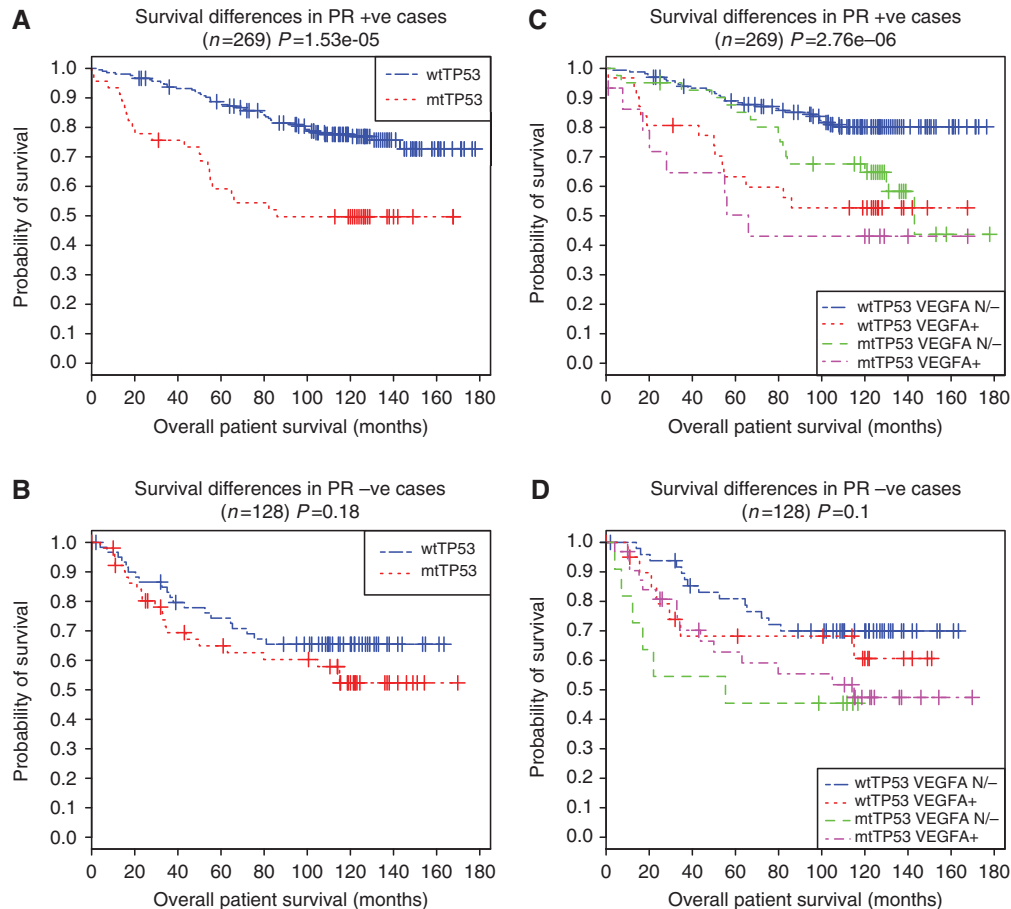 A
Survival differences in PR +ve cases
(n=269) P=1.53e-05
wtTP53
mtTP53
1.0
0.9
0.8
0.7
0.6
0.5
0.4
0.3
0.2
0.1
0.0
Probability of survival
0 20 40 60 80 100 120 140 160 180
Overall patient survival (months)
C
Survival differences in PR +ve cases
(n=269) P=2.76e–06
1.0
0.9
0.8
0.7
0.6
0.5
0.4
0.3
0.2
0.1
0.0
Probability of survival
wtTP53 VEGFA N/–
wtTP53 VEGFA+
mtTP53 VEGFA N/–
mtTP53 VEGFA+
0 20 40 60 80 100 120 140 160 180
Overall patient survival (months)
B
Survival differences in PR –ve cases
(n=128) P=0.18
wtTP53
mtTP53
1.0
0.9
0.8
0.7
0.6
0.5
0.4
0.3
0.2
0.1
0.0
Probability of survival
0 20 40 60 80 100 120 140 160 180
Overall patient survival (months)
D
Survival differences in PR –ve cases
(n=128) P=0.1
1.0
0.9
0.8
0.7
0.6
0.5
0.4
0.3
0.2
0.1
0.0
Probability of survival
wtTP53 VEGFA N/–
wtTP53 VEGFA+
mtTP53 VEGFA N/–
mtTP53 VEGFA+
0 20 40 60 80 100 120 140 160 180
Overall patient survival (months)